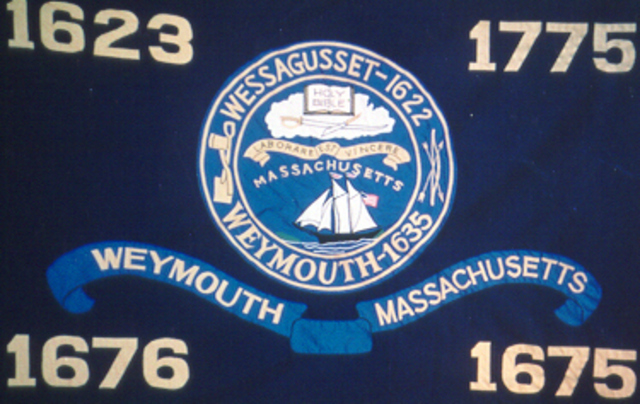 1623
1775
WESSAGUSSET-1622
HOLY BIBLE
LABORARE EST VINCERE
MASSACHUSETTS
WEYMOUTH-1635
WEYMOUTH
MASSACHUSETTS
1676
1675